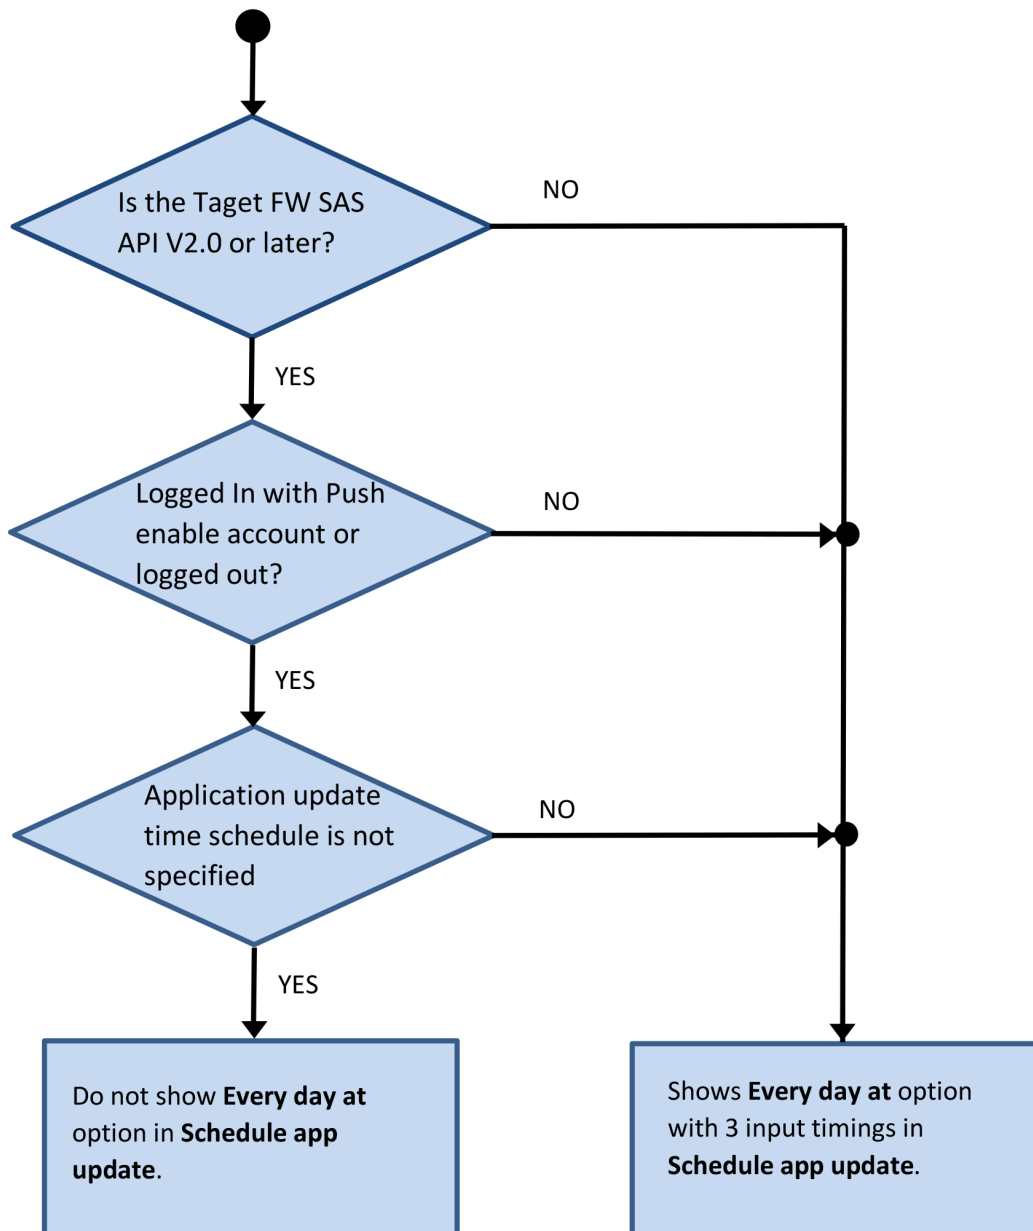 Is the Taget FW SAS
API V2.0 or later?
NO
YES
Logged In with Push
enable account or
logged out?
NO
YES
Application update
time schedule is not
specified
NO
YES
Do not show Every day at
option in Schedule app
update.
Shows Every day at option
with 3 input timings in
Schedule app update.